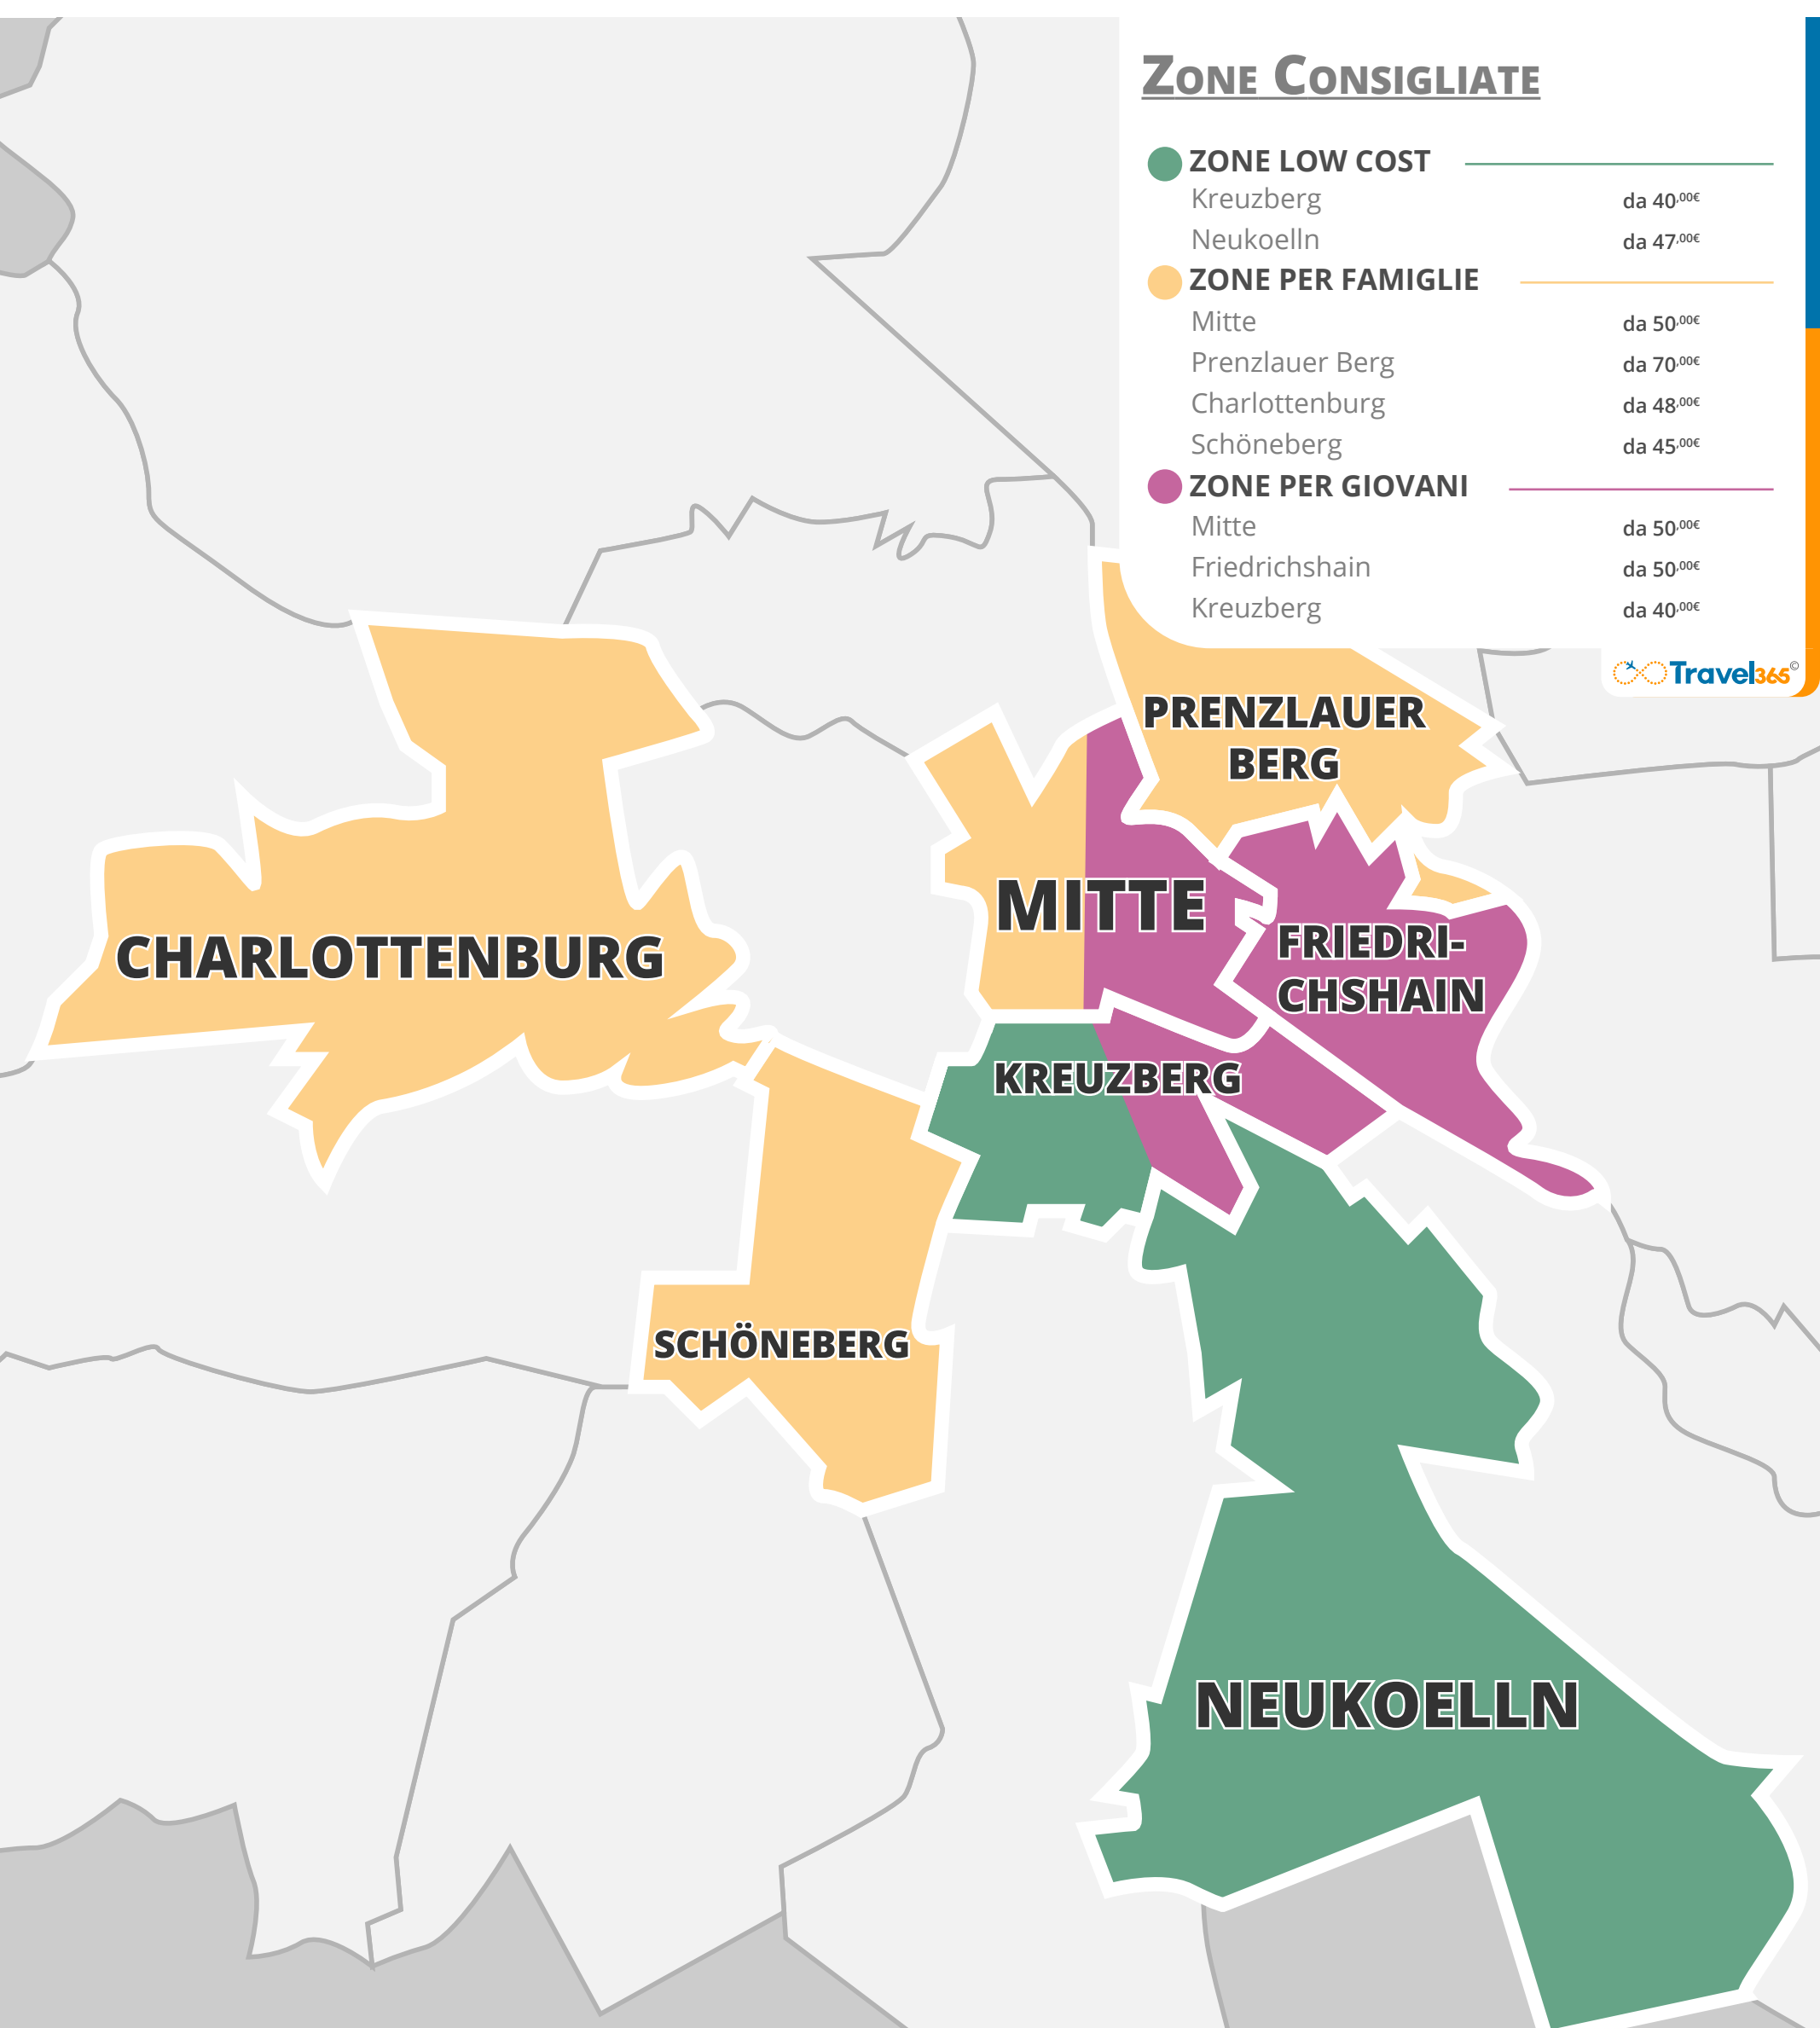 ZONE CONSIGLIATE
ZONE LOW COST
Kreuzberg da 40,00€
Neukoelln da 47,00€
ZONE PER FAMIGLIE
Mitte da 50,00€
Prenzlauer Berg da 70,00€
Charlottenburg da 48,00€
Schöneberg da 45,00€
ZONE PER GIOVANI
Mitte da 50,00€
Friedrichshain da 50,00€
Kreuzberg da 40,00€
Travel365©
PRENZLAUER
BERG
MITTE
CHARLOTTENBURG
FRIEDRI-
CHSHAIN
KREUZBERG
SCHÖNEBERG
NEUKOELLN